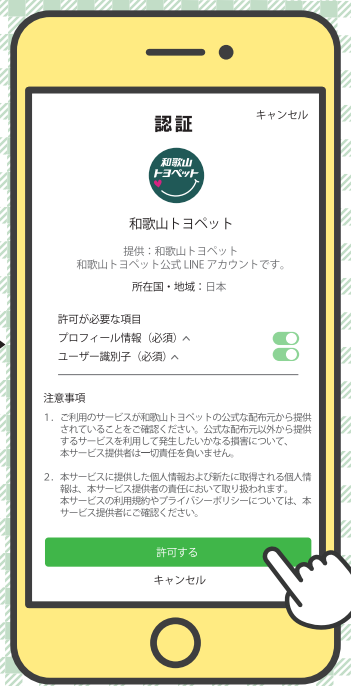 キャンセル
認証
和歌山
トヨペット
和歌山トヨペット
提供：和歌山トヨペット
和歌山トヨペット公式 LINE アカウントです。
所在国・地域：日本
許可が必要な項目
プロフィール情報（必須）へ
ユーザー識別子（必須）へ
注意事項
1．ご利用のサービスが和歌山トヨペットの公式な配布元から提供
されていることをご確認ください。公式な配布元以外から提供
するサービスを利用して発生したいかなる損害について、
本サービス提供者は一切責任を負いません。
2．本サービスに提供した個人情報および新たに取得される個人情
報は、本サービス提供者の責任において取り扱われます。
本サービスの利用規約やプライバシーポリシーについては、本
サービス提供者にご確認ください。
許可する
キャンセル